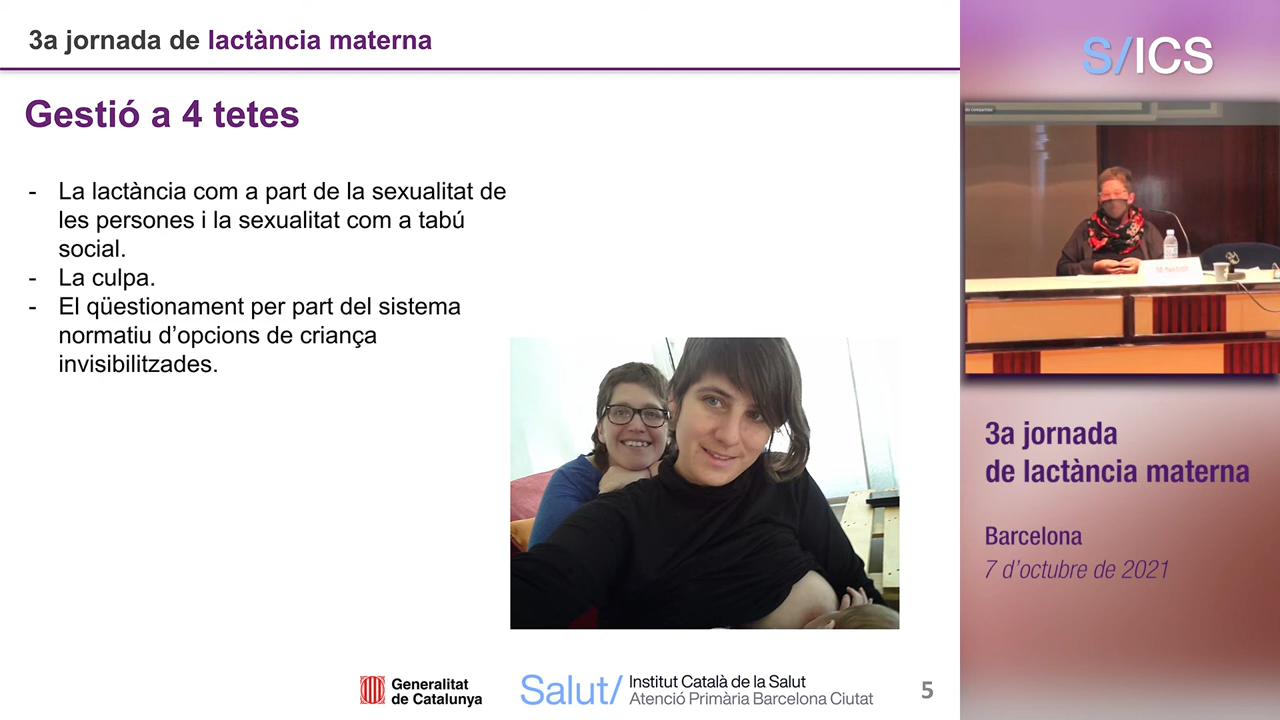 3a jornada de lactància materna
Gestió a 4 tetes
- La lactància com a part de la sexualitat de
les persones i la sexualitat com a tabú
social.
- La culpa.
- El qüestionament per part del sistema
normatiu d’opcions de criança
invisibilitzades.
Generalitat
de Catalunya
Salut/ Institut Català de la Salut
Atenció Primària Barcelona Ciutat
5
S/ICS
3a jornada
de lactància materna
Barcelona
7 d’octubre de 2021